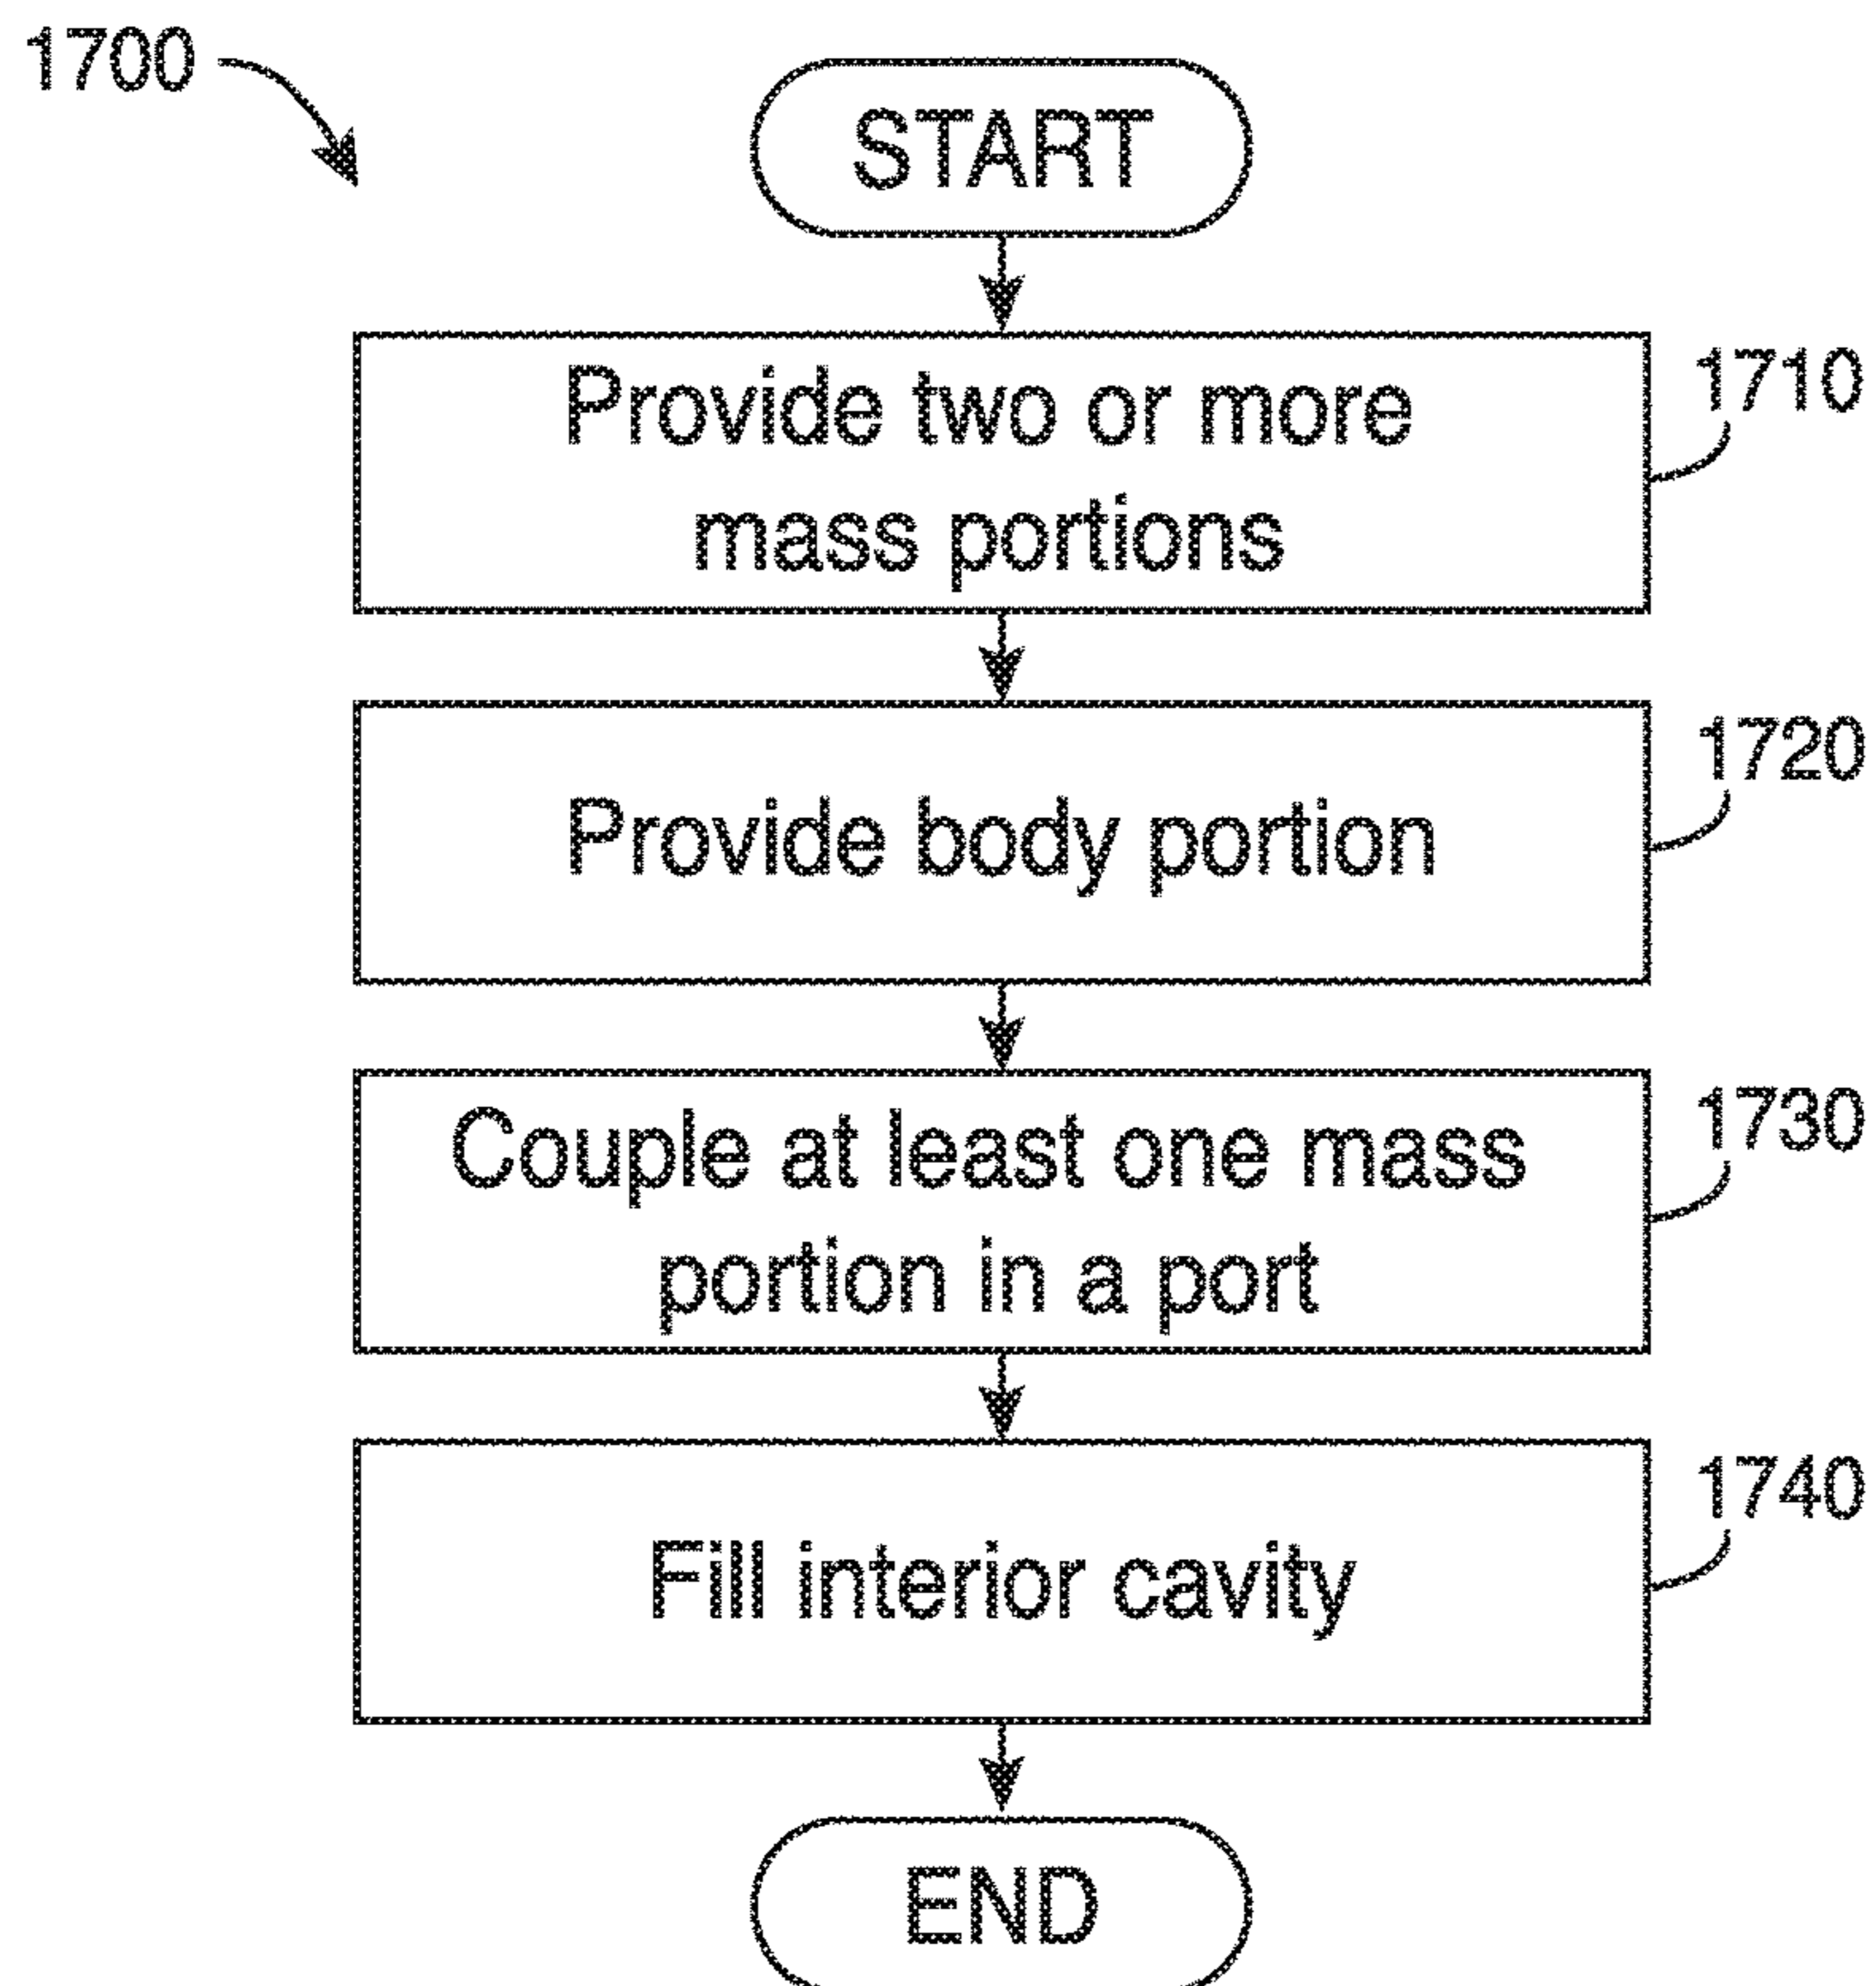 1700
START
Provide two or more
mass portions
1710
Provide body portion
1720
Couple at least one mass
portion in a port
1730
Fill interior cavity
1740
END